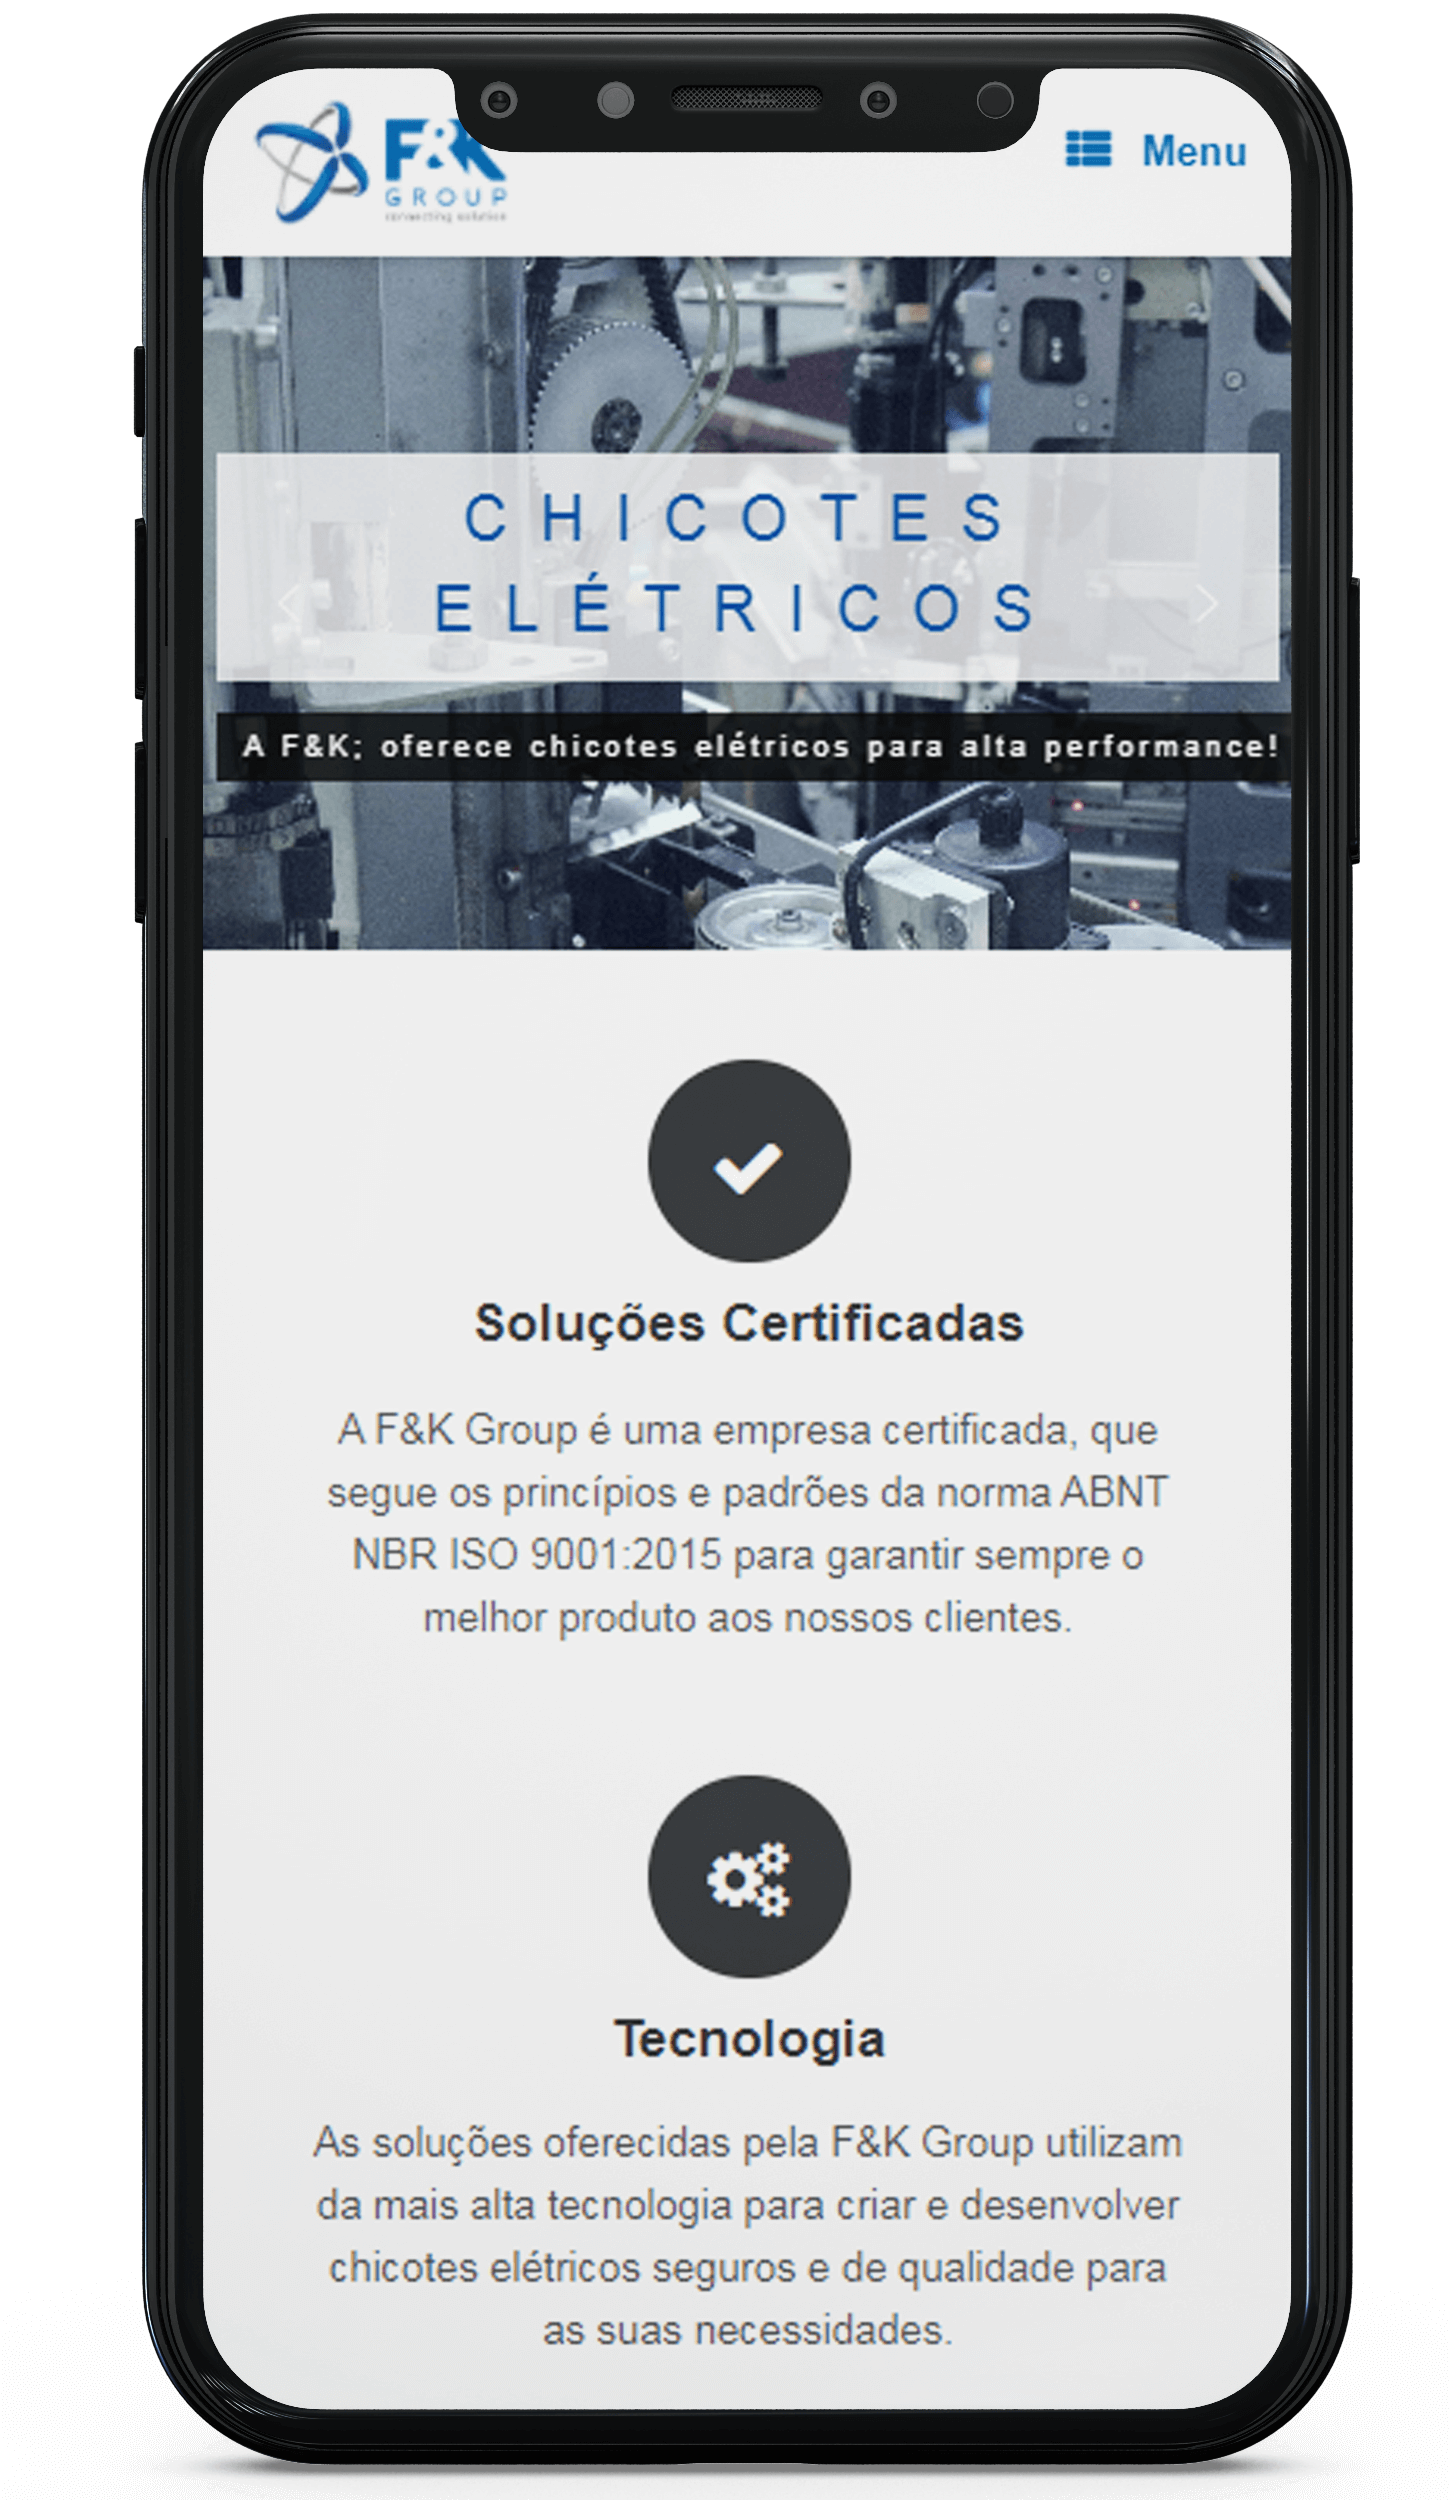 F&K
GROUP
connecting solution
Menu
CHICOTES
ELÉTRICOS
A F&K; oferece chicotes elétricos para alta performance!
Soluções Certificadas
A F&K Group é uma empresa certificada, que
segue os princípios e padrões da norma ABNT
NBR ISO 9001:2015 para garantir sempre o
melhor produto aos nossos clientes.
Tecnologia
As soluções oferecidas pela F&K Group utilizam
da mais alta tecnologia para criar e desenvolver
chicotes elétricos seguros e de qualidade para
as suas necessidades.